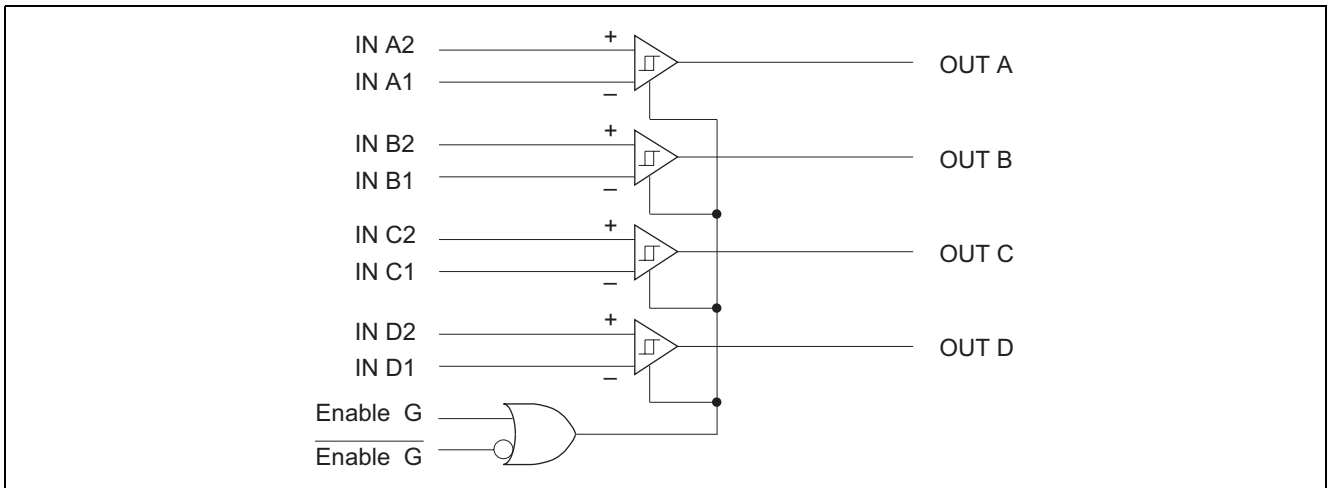 IN A2
+
OUT A
IN A1
–
IN B2
+
OUT B
IN B1
–
IN C2
+
OUT C
IN C1
–
IN D2
+
OUT D
IN D1
–
Enable G
Enable G